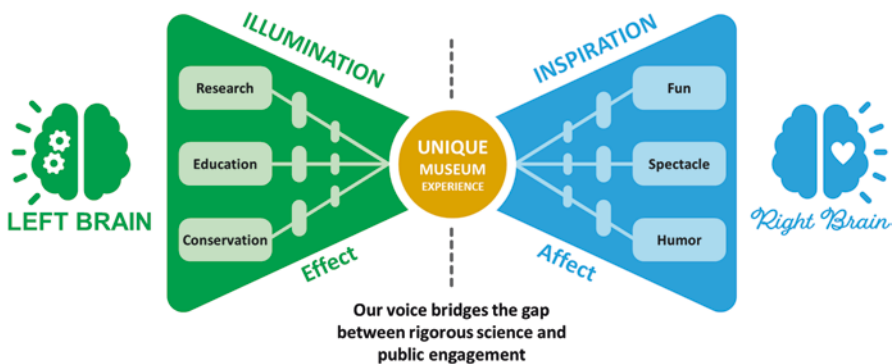 ILLUMINATION
Research
Education
Conservation
Effect
LEFT BRAIN
UNIQUE
MUSEUM
EXPERIENCE
INSPIRATION
Fun
Spectacle
Humor
Affect
Right Brain
Our voice bridges the gap
between rigorous science and
public engagement